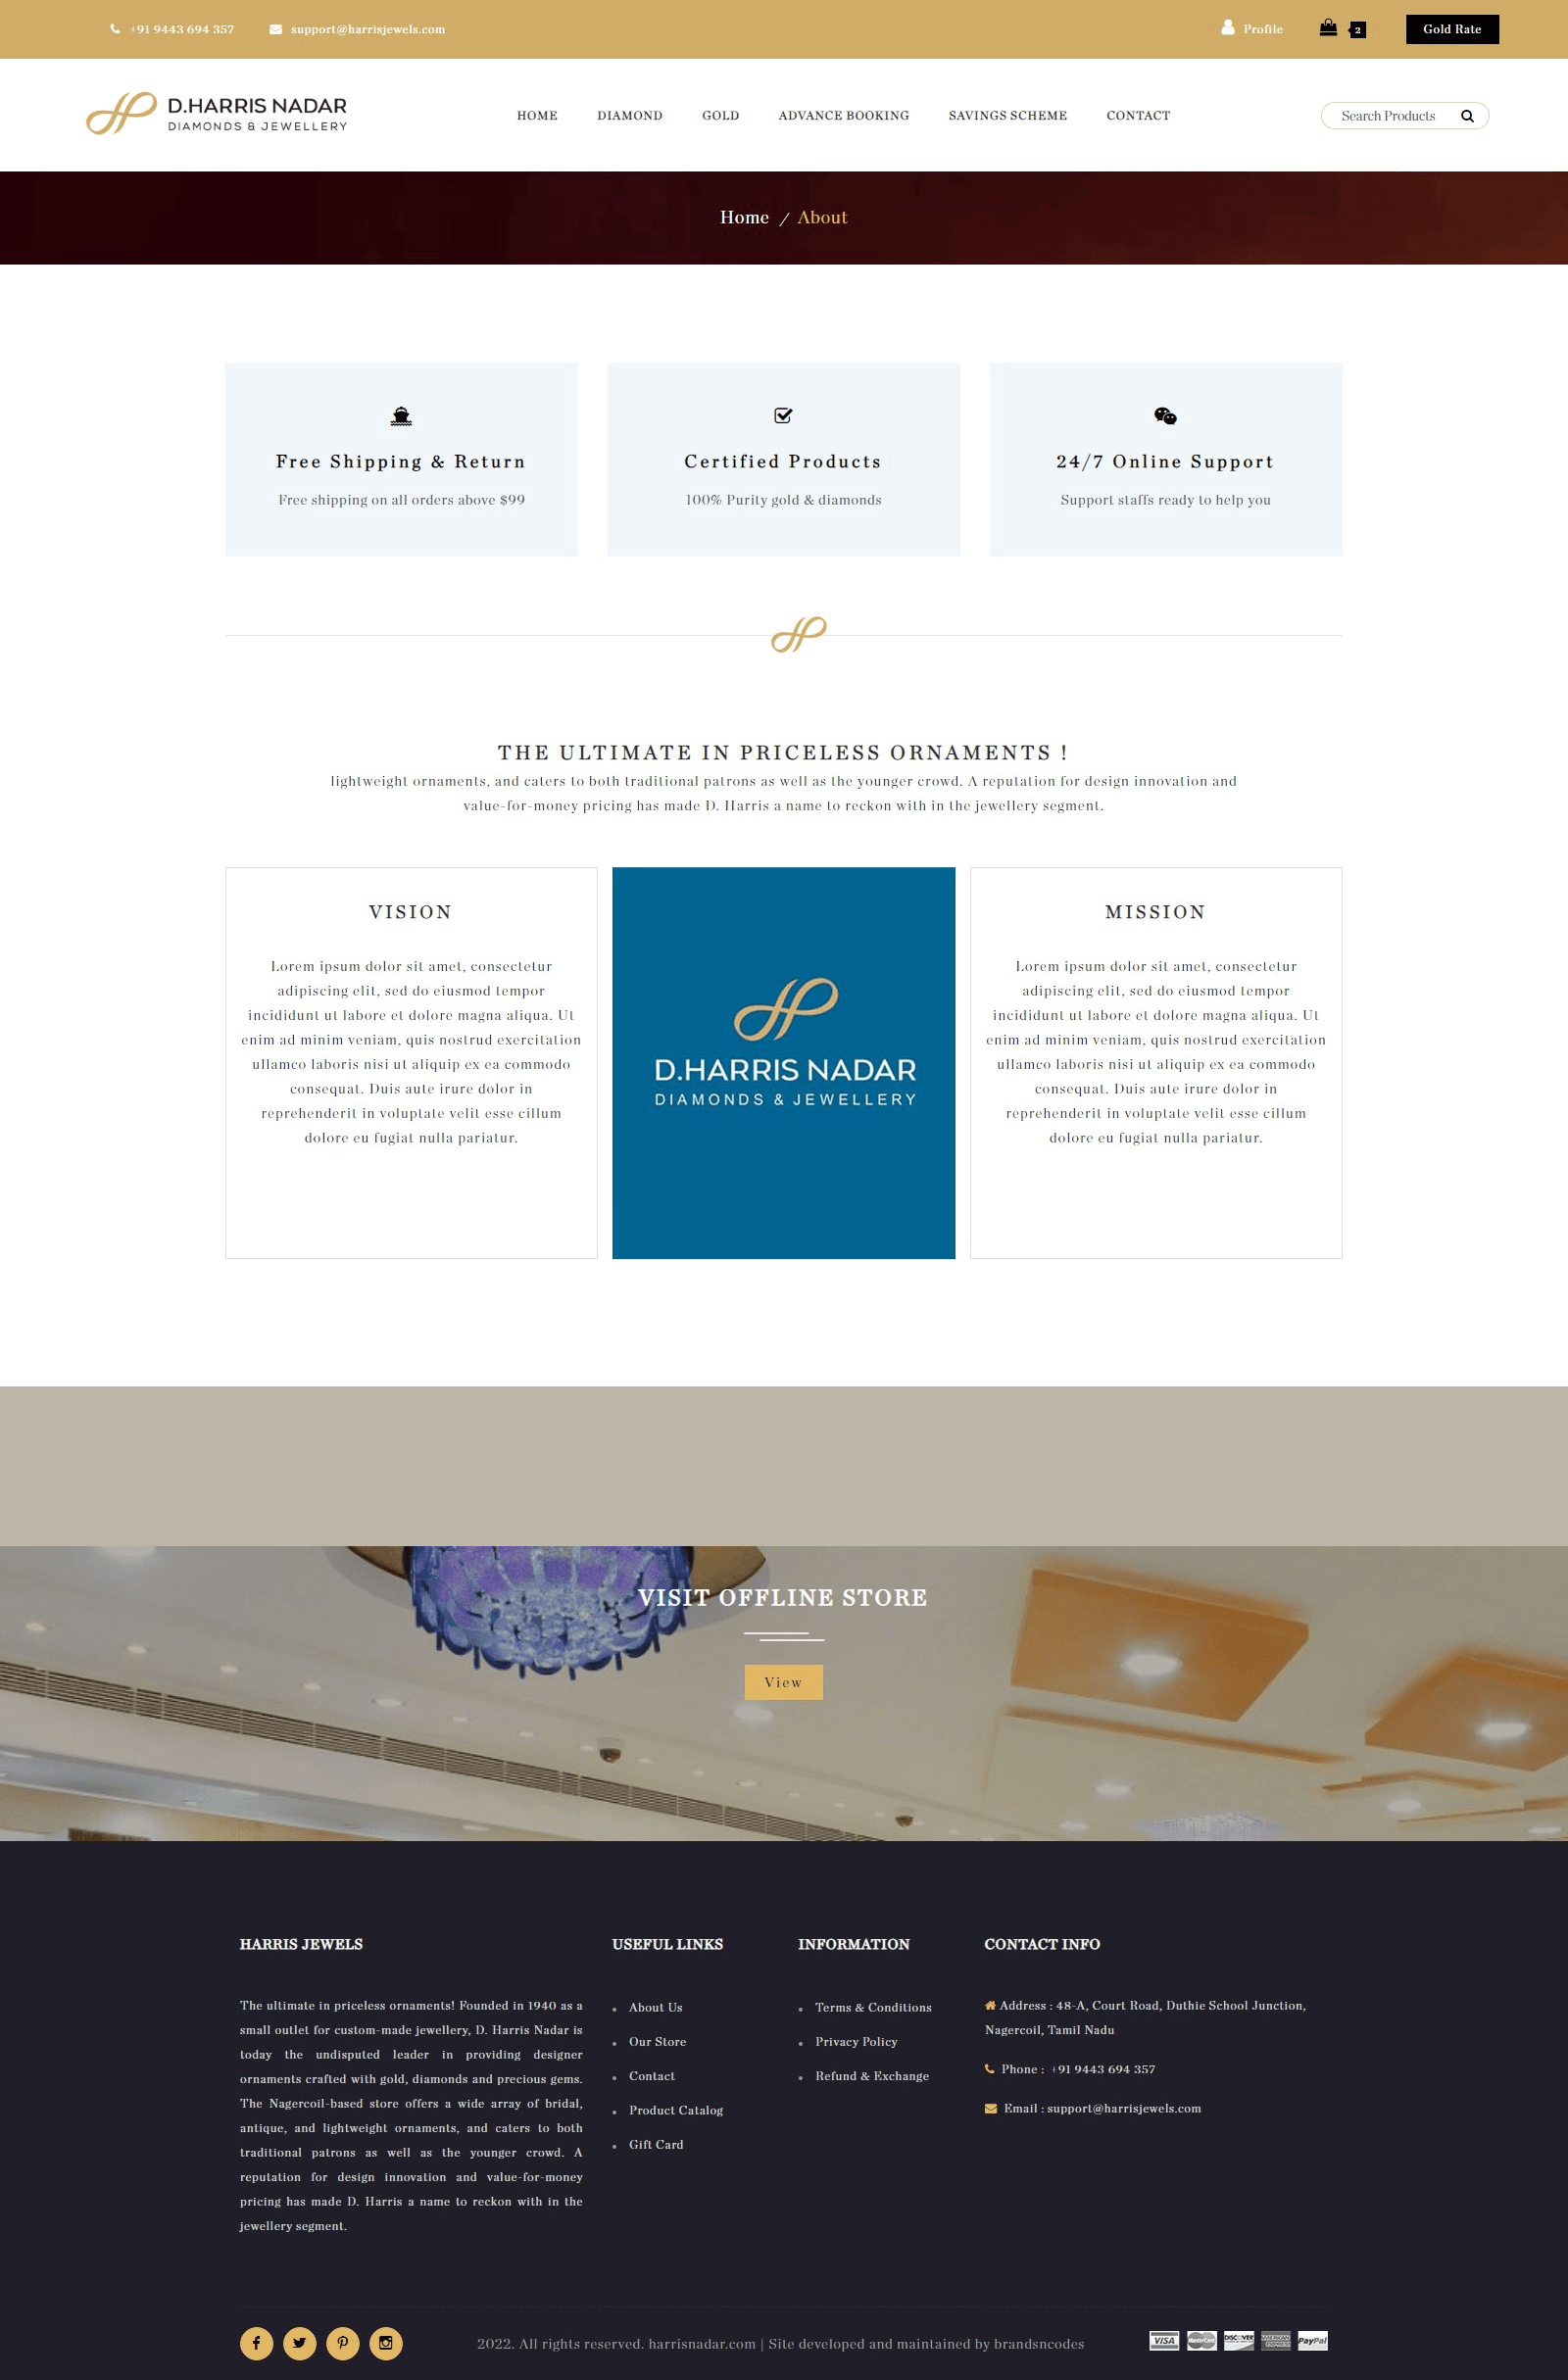 +91 9443 694 357
support@harrisjewels.com
Profile
2
Gold Rate
D.HARRIS NADAR
DIAMONDS & JEWELLERY
HOME
DIAMOND
GOLD
ADVANCE BOOKING
SAVINGS SCHEME
CONTACT
Search Products
Home / About
Free Shipping & Return
Free shipping on all orders above $99
Certified Products
100% Purity gold & diamonds
24/7 Online Support
Support staffs ready to help you
THE ULTIMATE IN PRICELESS ORNAMENTS !
lightweight ornaments, and caters to both traditional patrons as well as the younger crowd. A reputation for design innovation and
value-for-money pricing has made D. Harris a name to reckon with in the jewellery segment.
VISION
Lorem ipsum dolor sit amet, consectetur
adipiscing elit, sed do eiusmod tempor
incididunt ut labore et dolore magna aliqua. Ut
enim ad minim veniam, quis nostrud exercitation
ullamco laboris nisi ut aliquip ex ea commodo
consequat. Duis aute irure dolor in
reprehenderit in voluptate velit esse cillum
dolore eu fugiat nulla pariatur.
D.HARRIS NADAR
DIAMONDS & JEWELLERY
MISSION
Lorem ipsum dolor sit amet, consectetur
adipiscing elit, sed do eiusmod tempor
incididunt ut labore et dolore magna aliqua. Ut
enim ad minim veniam, quis nostrud exercitation
ullamco laboris nisi ut aliquip ex ea commodo
consequat. Duis aute irure dolor in
reprehenderit in voluptate velit esse cillum
dolore eu fugiat nulla pariatur.
VISIT OFFLINE STORE
View
HARRIS JEWELS
The ultimate in priceless ornaments! Founded in 1940 as a
small outlet for custom-made jewellery, D. Harris Nadar is
today the undisputed leader in providing designer
ornaments crafted with gold, diamonds and precious gems.
The Nagercoil-based store offers a wide array of bridal,
antique, and lightweight ornaments, and caters to both
traditional patrons as well as the younger crowd. A
reputation for design innovation and value-for-money
pricing has made D. Harris a name to reckon with in the
jewellery segment.
USEFUL LINKS
About Us
Our Store
Contact
Product Catalog
Gift Card
INFORMATION
Terms & Conditions
Privacy Policy
Refund & Exchange
CONTACT INFO
Address : 48-A, Court Road, Duthie School Junction,
Nagercoil, Tamil Nadu
Phone : +91 9443 694 357
Email : support@harrisjewels.com
2022. All rights reserved. harrisnadar.com | Site developed and maintained by brandsncodes
VISA
MasterCard
DISCOVER
AMERICAN EXPRESS
PayPal